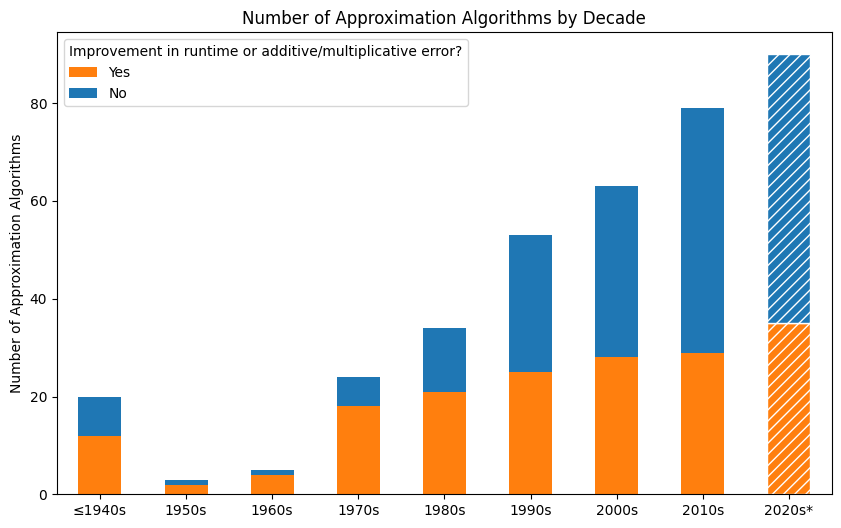 Number of Approximation Algorithms by Decade
Improvement in runtime or additive/multiplicative error?
Yes
No
Number of Approximation Algorithms
80
60
40
20
0
≤1940s 1950s 1960s 1970s 1980s 1990s 2000s 2010s 2020s*